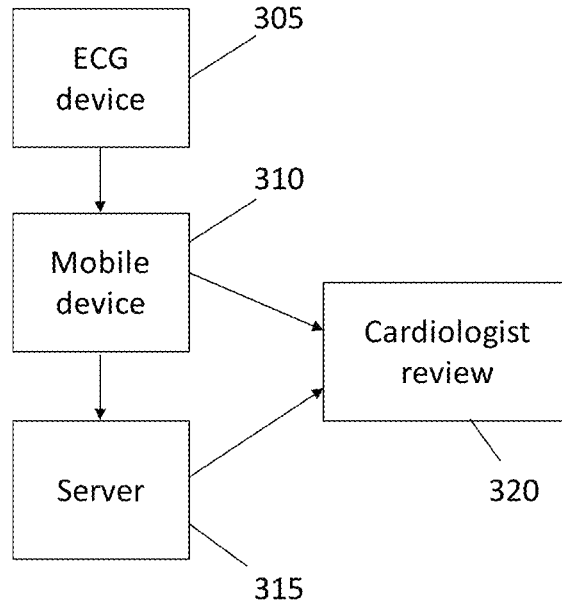 305
ECG
device
310
Mobile
device
Cardiologist
review
Server
320
315